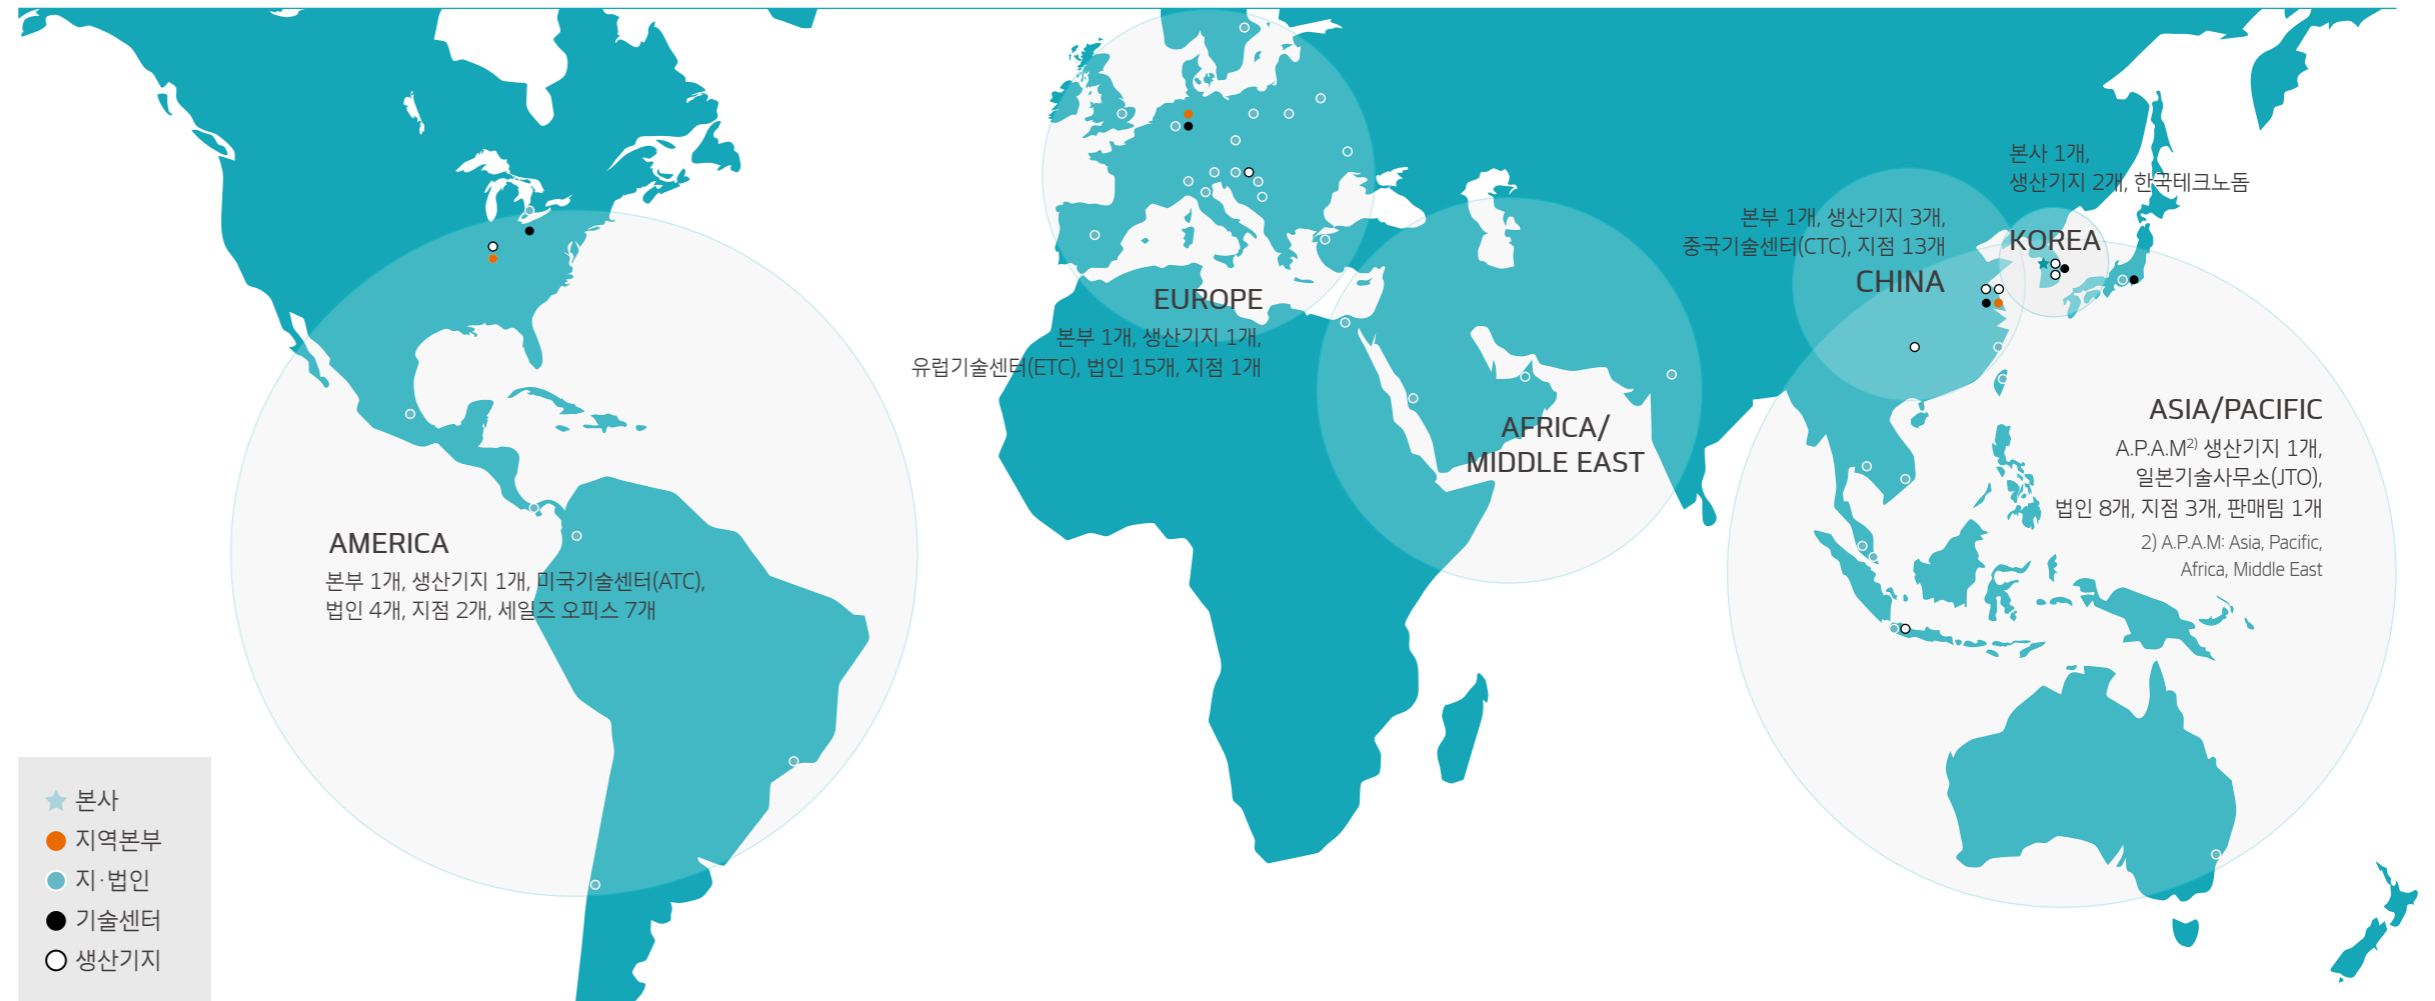 본사 1개,
생산기지 2개, 한국테크노돔
KOREA
본부 1개, 생산기지 3개,
중국기술센터(CTC), 지점 13개
CHINA
EUROPE
본부 1개, 생산기지 1개,
유럽기술센터(ETC), 법인 15개, 지점 1개
AFRICA/
MIDDLE EAST
ASIA/PACIFIC
A.P.A.M2) 생산기지 1개,
일본기술사무소(JTO),
법인 8개, 지점 3개, 판매팀 1개
2) A.P.A.M: Asia, Pacific,
Africa, Middle East
AMERICA
본부 1개, 생산기지 1개, 미국기술센터(ATC),
법인 4개, 지점 2개, 세일즈 오피스 7개
본사
지역본부
지·법인
기술센터
생산기지